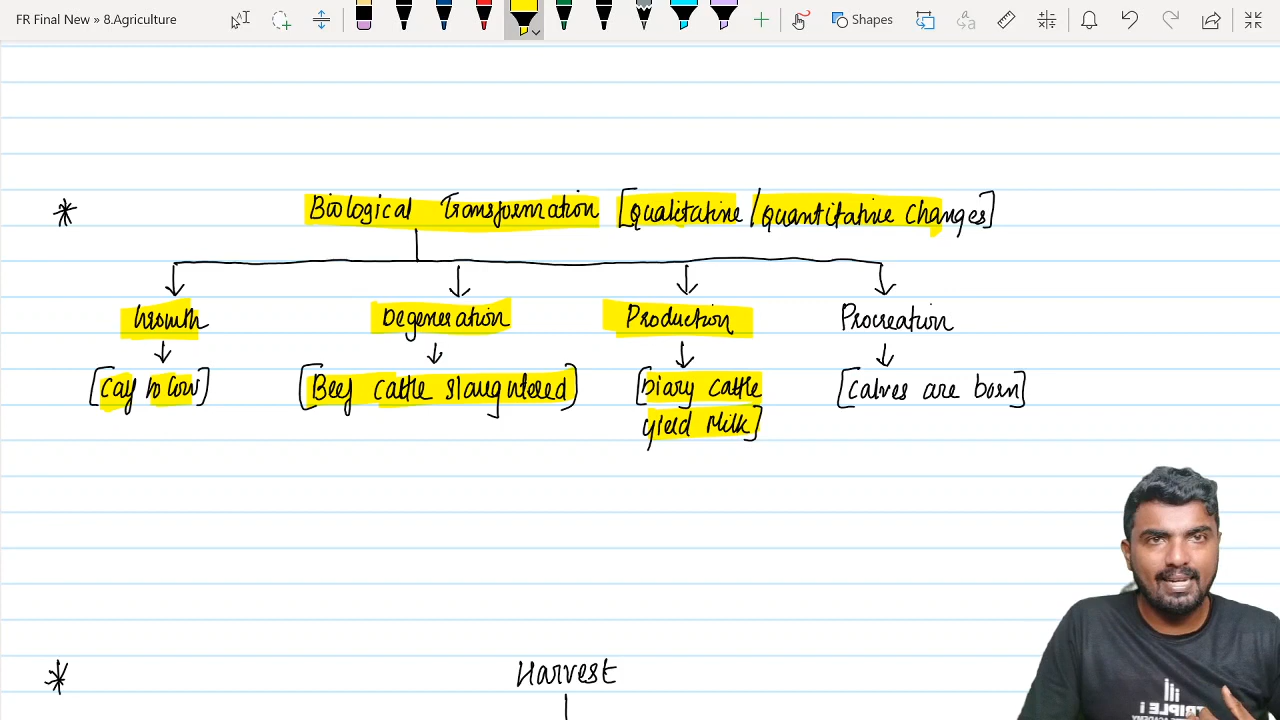 FR Final New » 8.Agriculture
Shapes
* Biological Transformation [Qualitative / Quantitative Changes]
Growth Degeneration Production Procreation
[Calf to Cow] [Beef cattle slaughtered] [Diary cattle yield Milk] [Calves are born]
* Harvest
TRIPLE i